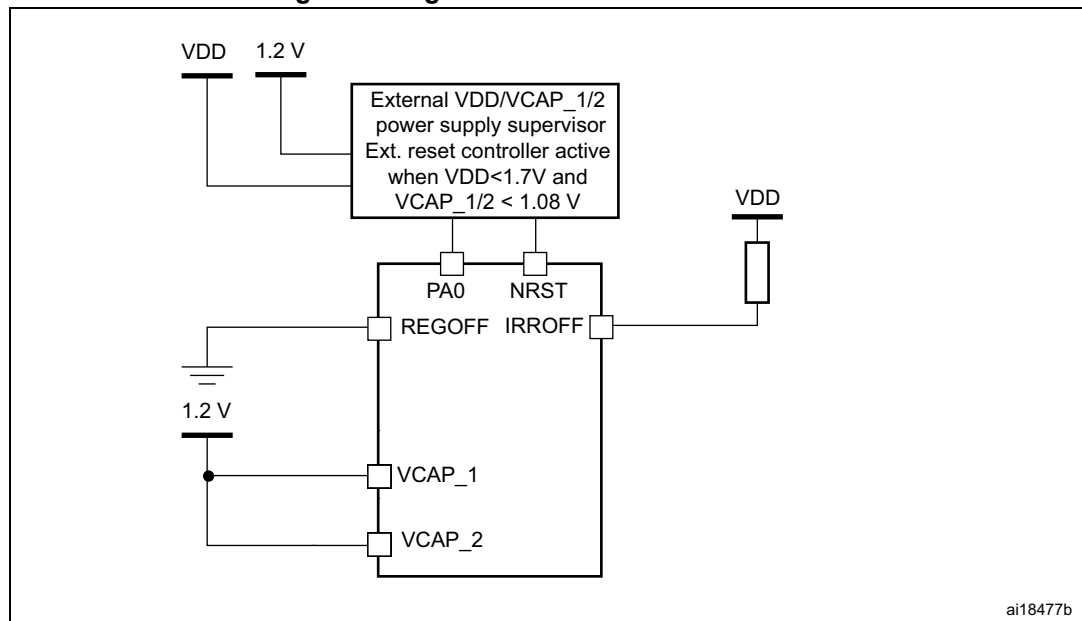 VDD 1.2 V
External VDD/VCAP_1/2
power supply supervisor
Ext. reset controller active
when VDD<1.7V and
VCAP_1/2 < 1.08 V
VDD
PA0 NRST
REGOFF IRROFF
1.2 V
VCAP_1
VCAP_2
ai18477b